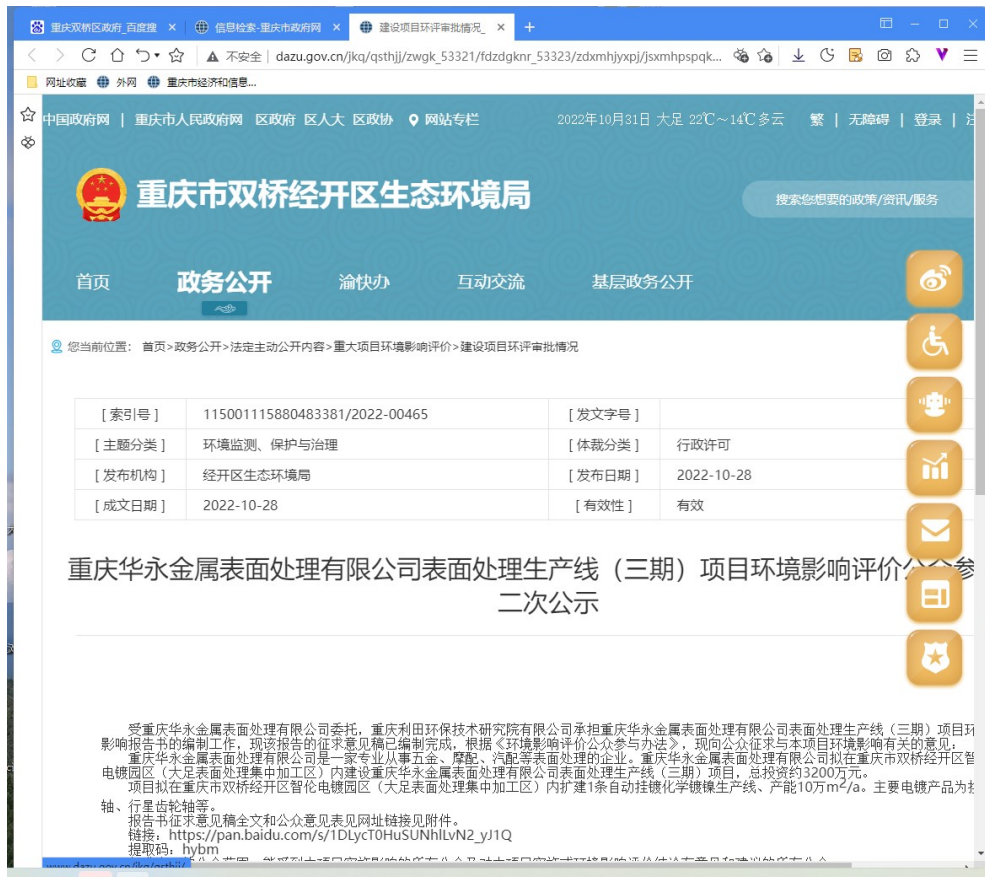 重庆双桥区政府_百度搜
信息检索-重庆市政府网
建设项目环评审批情况_
不安全 dazu.gov.cn/jkq/qsthjj/zwgk_53321/fdzdgknr_53323/zdxmhjyxpj/jsxmhpspqk...
网址收藏 外网 重庆市经济和信息...
中国政府网 | 重庆市人民政府网 区政府 区人大 区政协 网站专栏 2022年10月31日 大足 22℃~14℃ 多云 繁 | 无障碍 | 登录 |
重庆市双桥经开区生态环境局
搜索您想要的政策/资讯/服务
首页 政务公开 渝快办 互动交流 基层政务公开
您当前位置： 首页>政务公开>法定主动公开内容>重大项目环境影响评价>建设项目环评审批情况
[ 索引号 ] 115001115880483381/2022-00465 [ 发文字号 ]
[ 主题分类 ] 环境监测、保护与治理 [ 体裁分类 ] 行政许可
[ 发布机构 ] 经开区生态环境局 [ 发布日期 ] 2022-10-28
[ 成文日期 ] 2022-10-28 [ 有效性 ] 有效
重庆华永金属表面处理有限公司表面处理生产线（三期）项目环境影响评价公众参
二次公示
受重庆华永金属表面处理有限公司委托，重庆利田环保技术研究院有限公司承担重庆华永金属表面处理有限公司表面处理生产线（三期）项目环
影响报告书的编制工作，现该报告的征求意见稿已编制完成，根据《环境影响评价公众参与办法》，现向公众征求与本项目环境影响有关的意见：
重庆华永金属表面处理有限公司是一家专业从事五金、摩配、汽配等表面处理的企业。重庆华永金属表面处理有限公司拟在重庆市双桥经开区智
电镀园区（大足表面处理集中加工区）内建设重庆华永金属表面处理有限公司表面处理生产线（三期）项目，总投资约3200万元。
项目拟在重庆市双桥经开区智伦电镀园区（大足表面处理集中加工区）内扩建1条自动挂镀化学镀镍生产线、产能10万m²/a。主要电镀产品为
轴、行星齿轮轴等。
报告书征求意见稿全文和公众意见表见网址链接见附件。
链接：https://pan.baidu.com/s/1DLycT0HuSUNhlLvN2_yJ1Q
提取码：hybm